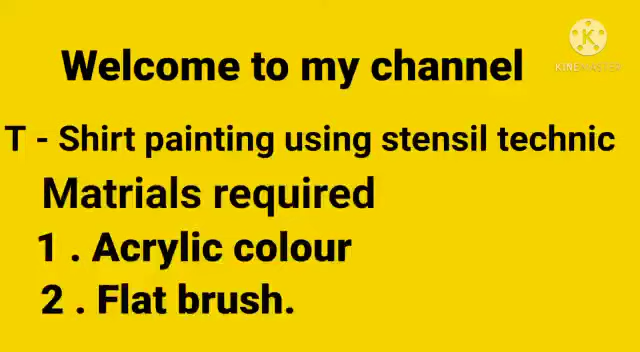 Welcome to my channel
KINEMASTER
T - Shirt painting using stensil technic
Matrials required
1 . Acrylic colour
2 . Flat brush.